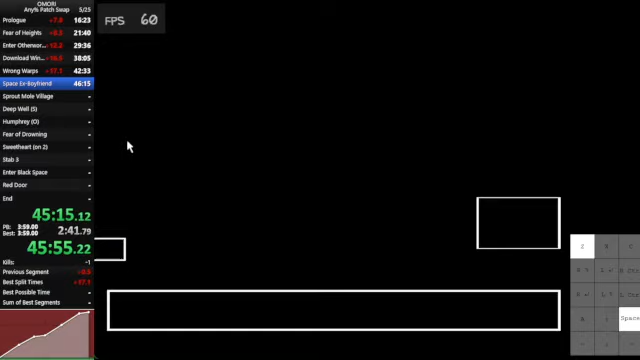 OMORI
Any% Patch Swap 5/25
Prologue +7.0 16:23
Fear of Heights 21:40
Enter Otherwor... 29:36
Download Win... 38:05
Wrong Warps 42:33
Space Ex-Boyfriend 46:15
Sprout Mole Village -
Deep Well (S) -
Humphrey (O) -
Fear of Drowning -
Sweetheart (on 2) -
Stab 3 -
Enter Black Space -
Red Door -
End -
45:15.12
PB: 3:59.00
Best: 3:59.00
2:41.79
45:55.22
Kills: -1
Previous Segment
Best Split Times
Best Possible Time -
Sum of Best Segments -
FPS 60
Z
Space